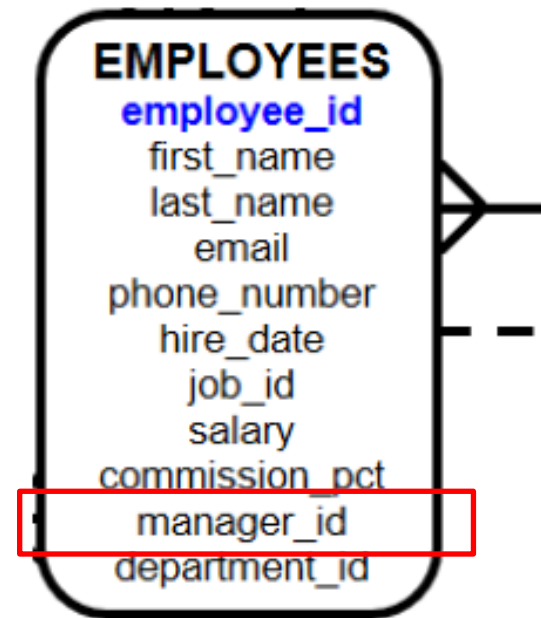 EMPLOYEES
employee_id
first_name
last_name
email
phone_number
hire_date
job_id
salary
commission_pct
manager_id
department_id